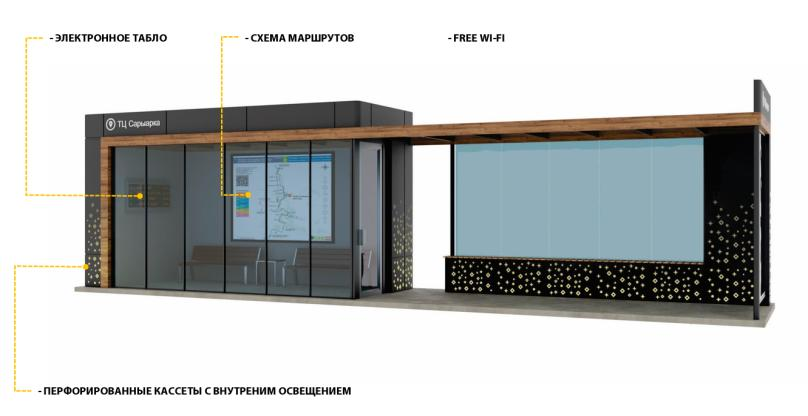 - ЭЛЕКТРОННОЕ ТАБЛО
- СХЕМА МАРШРУТОВ
- FREE WI-FI
ТЦ Сарыарка
- ПЕРФОРИРОВАННЫЕ КАССЕТЫ С ВНУТРЕНИМ ОСВЕЩЕНИЕМ